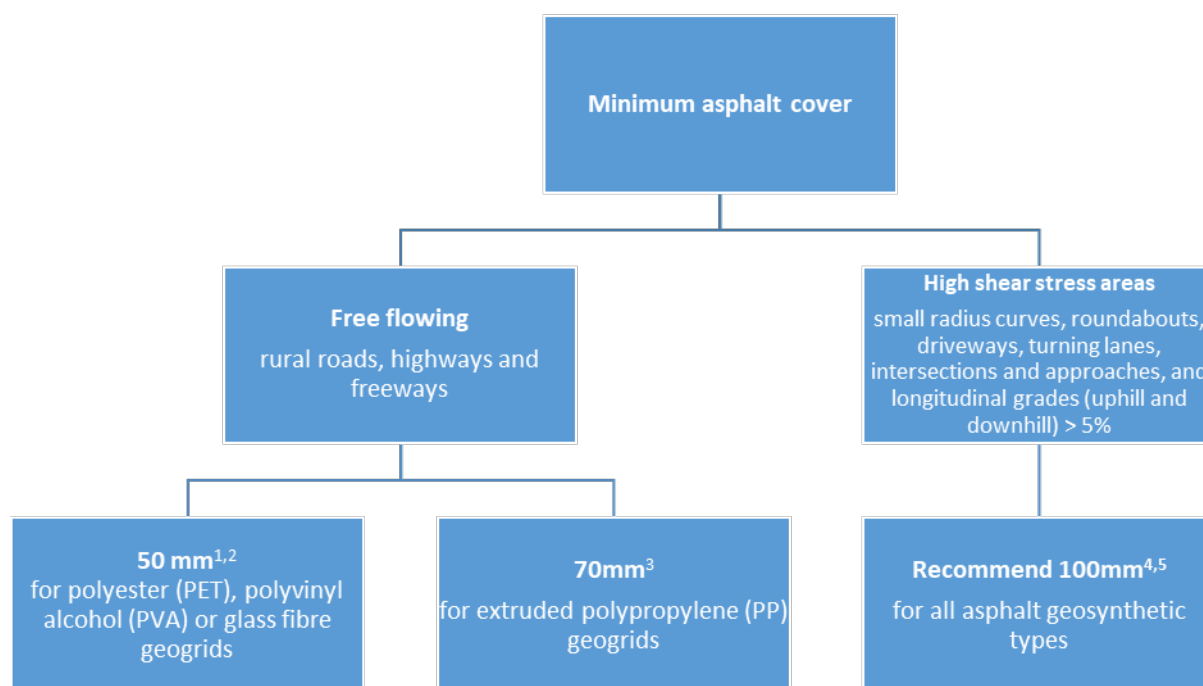 Minimum asphalt cover
Free flowing
rural roads, highways and
freeways
High shear stress areas
small radius curves, roundabouts,
driveways, turning lanes,
intersections and approaches, and
longitudinal grades (uphill and
downhill) > 5%
50 mm1,2
for polyester (PET), polyvinyl
alcohol (PVA) or glass fibre
geogrids
70mm3
for extruded polypropylene (PP)
geogrids
Recommend 100mm4,5
for all asphalt geosynthetic
types